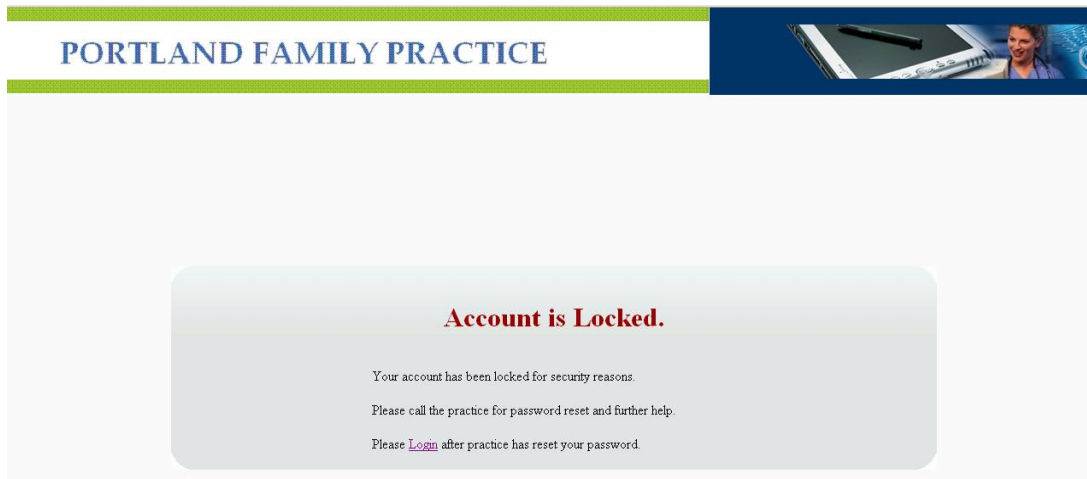 PORTLAND FAMILY PRACTICE
Account is Locked.
Your account has been locked for security reasons.
Please call the practice for password reset and further help.
Please Login after practice has reset your password.